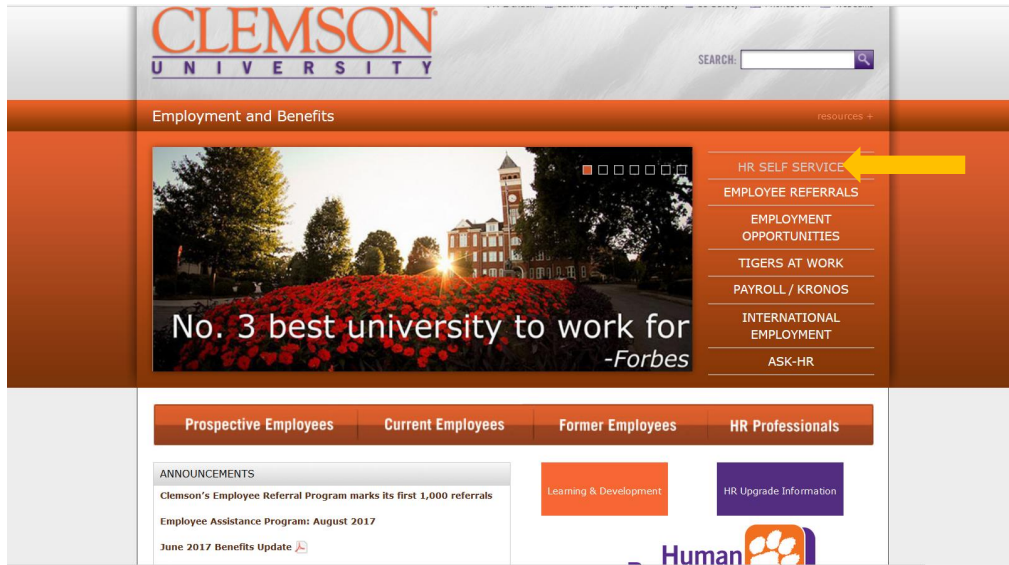 CLEMSON
UNIVERSITY
SEARCH:
Employment and Benefits
resources +
HR SELF SERVICE
EMPLOYEE REFERRALS
EMPLOYMENT
OPPORTUNITIES
TIGERS AT WORK
PAYROLL / KRONOS
INTERNATIONAL
EMPLOYMENT
ASK-HR
No. 3 best university to work for
-Forbes
Prospective Employees
Current Employees
Former Employees
HR Professionals
ANNOUNCEMENTS
Clemson's Employee Referral Program marks its first 1,000 referrals
Employee Assistance Program: August 2017
June 2017 Benefits Update
Learning & Development
HR Upgrade Information
Human